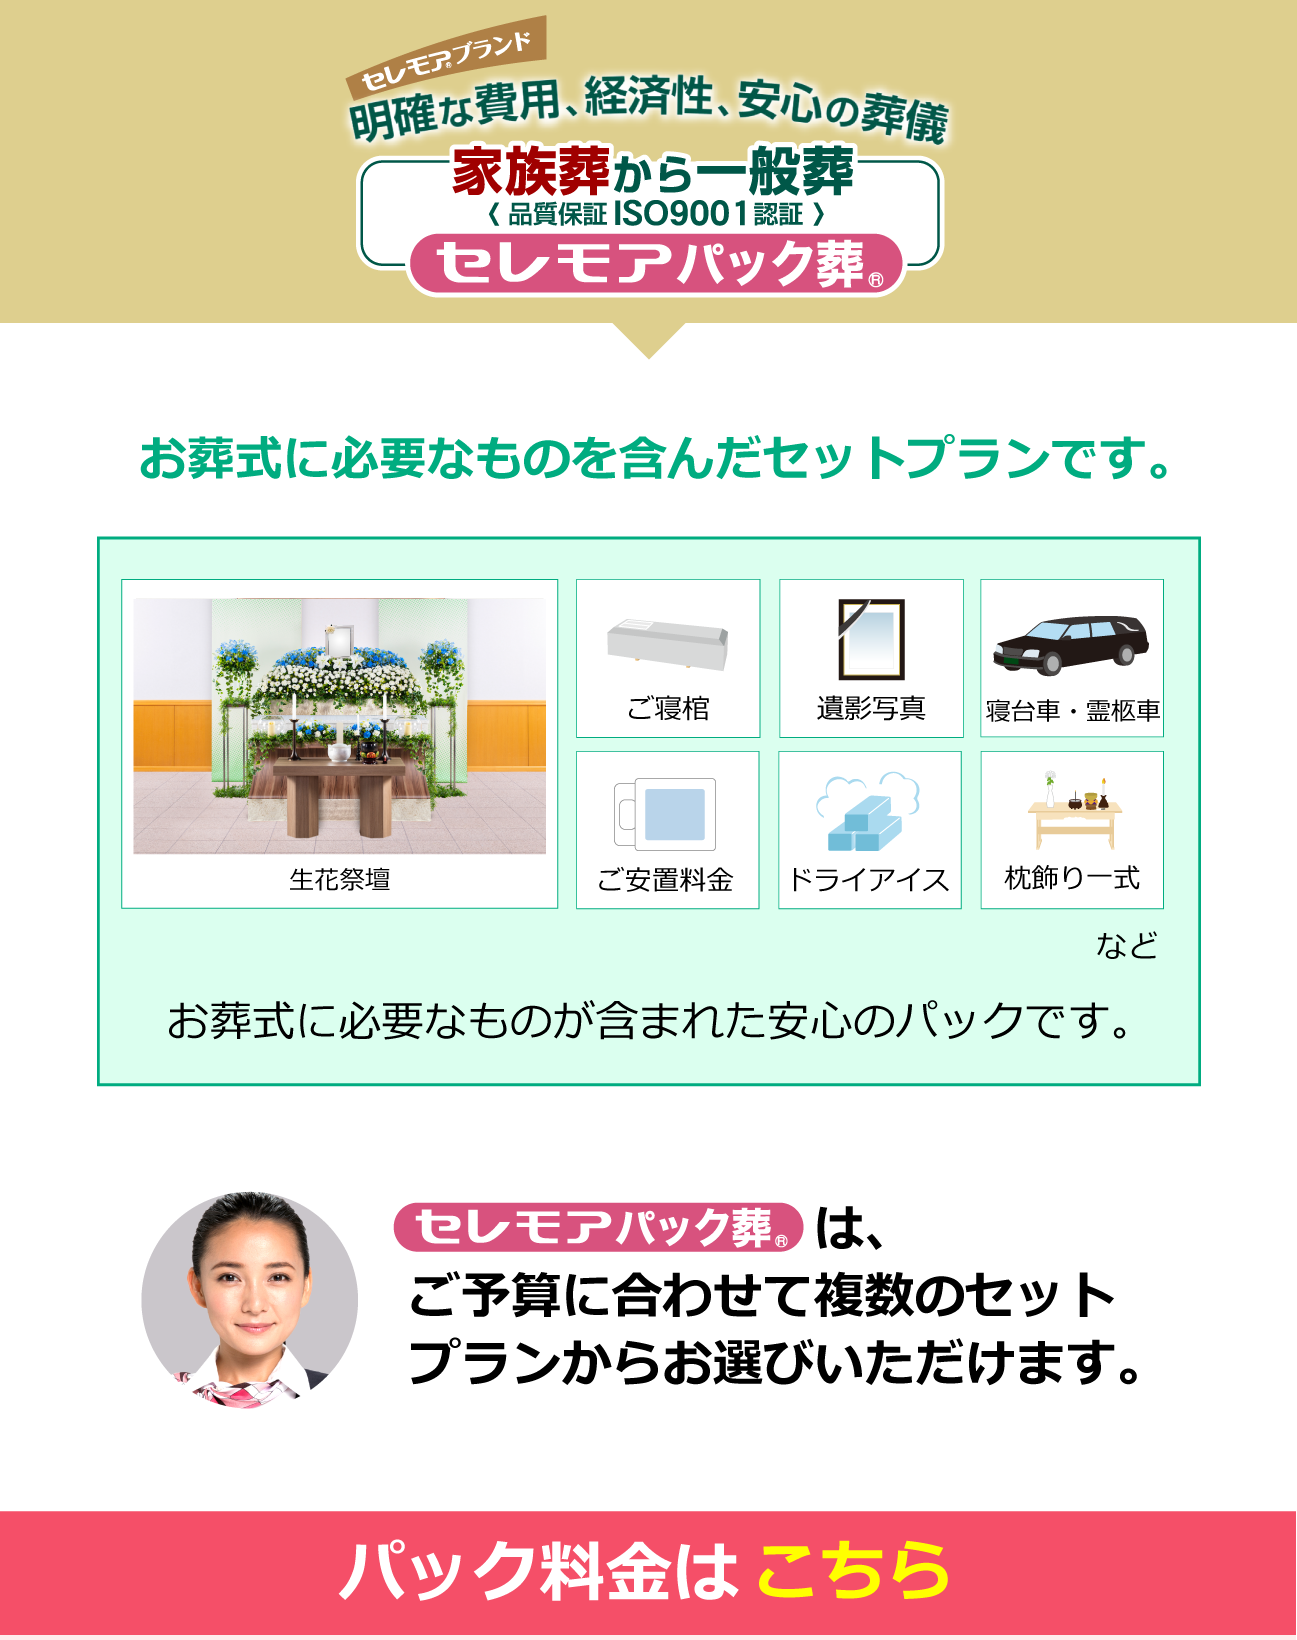 セレモア®ブランド
明確な費用、経済性、安心の葬儀
家族葬から一般葬
〈 品質保証 ISO9001認証 〉
セレモアパック葬®
お葬式に必要なものを含んだセットプランです。
生花祭壇
ご寝棺
遺影写真
寝台車・霊柩車
ご安置料金
ドライアイス
枕飾り一式
など
お葬式に必要なものが含まれた安心のパックです。
セレモアパック葬® は、
ご予算に合わせて複数のセット
プランからお選びいただけます。
パック料金は こちら